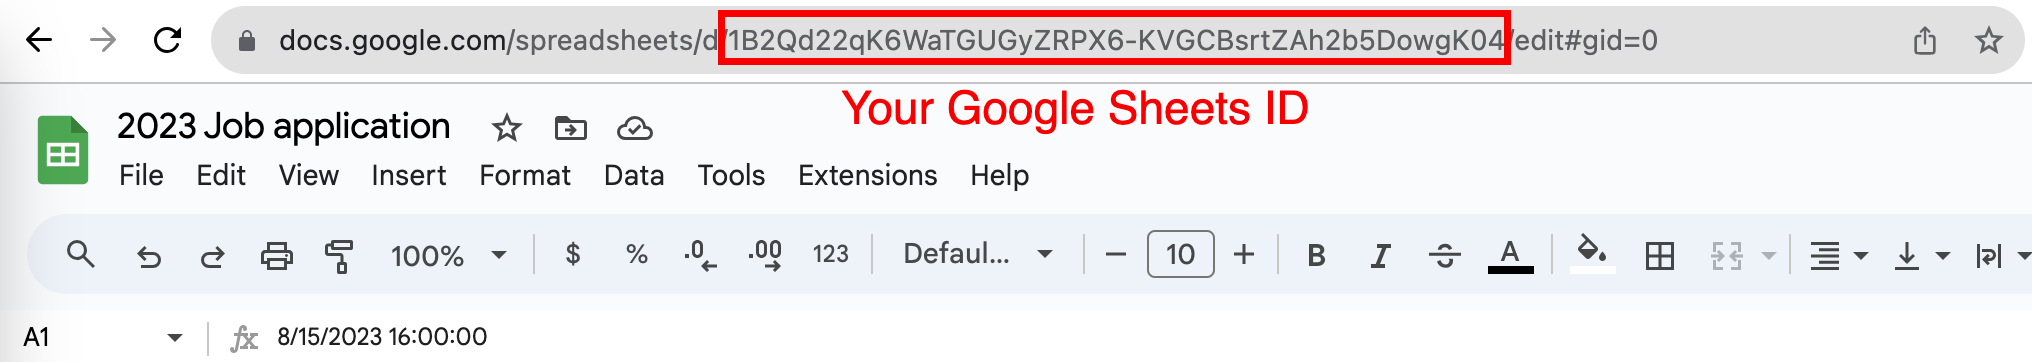 docs.google.com/spreadsheets/d/1B2Qd22qK6WaTGUGyZRPX6-KVGCBsrtZAh2b5DowgK04/edit#gid=0
Your Google Sheets ID
2023 Job application
File Edit View Insert Format Data Tools Extensions Help
100% $ % .0 .00 123 Defaul... 10 B I S A
A1 fx 8/15/2023 16:00:00